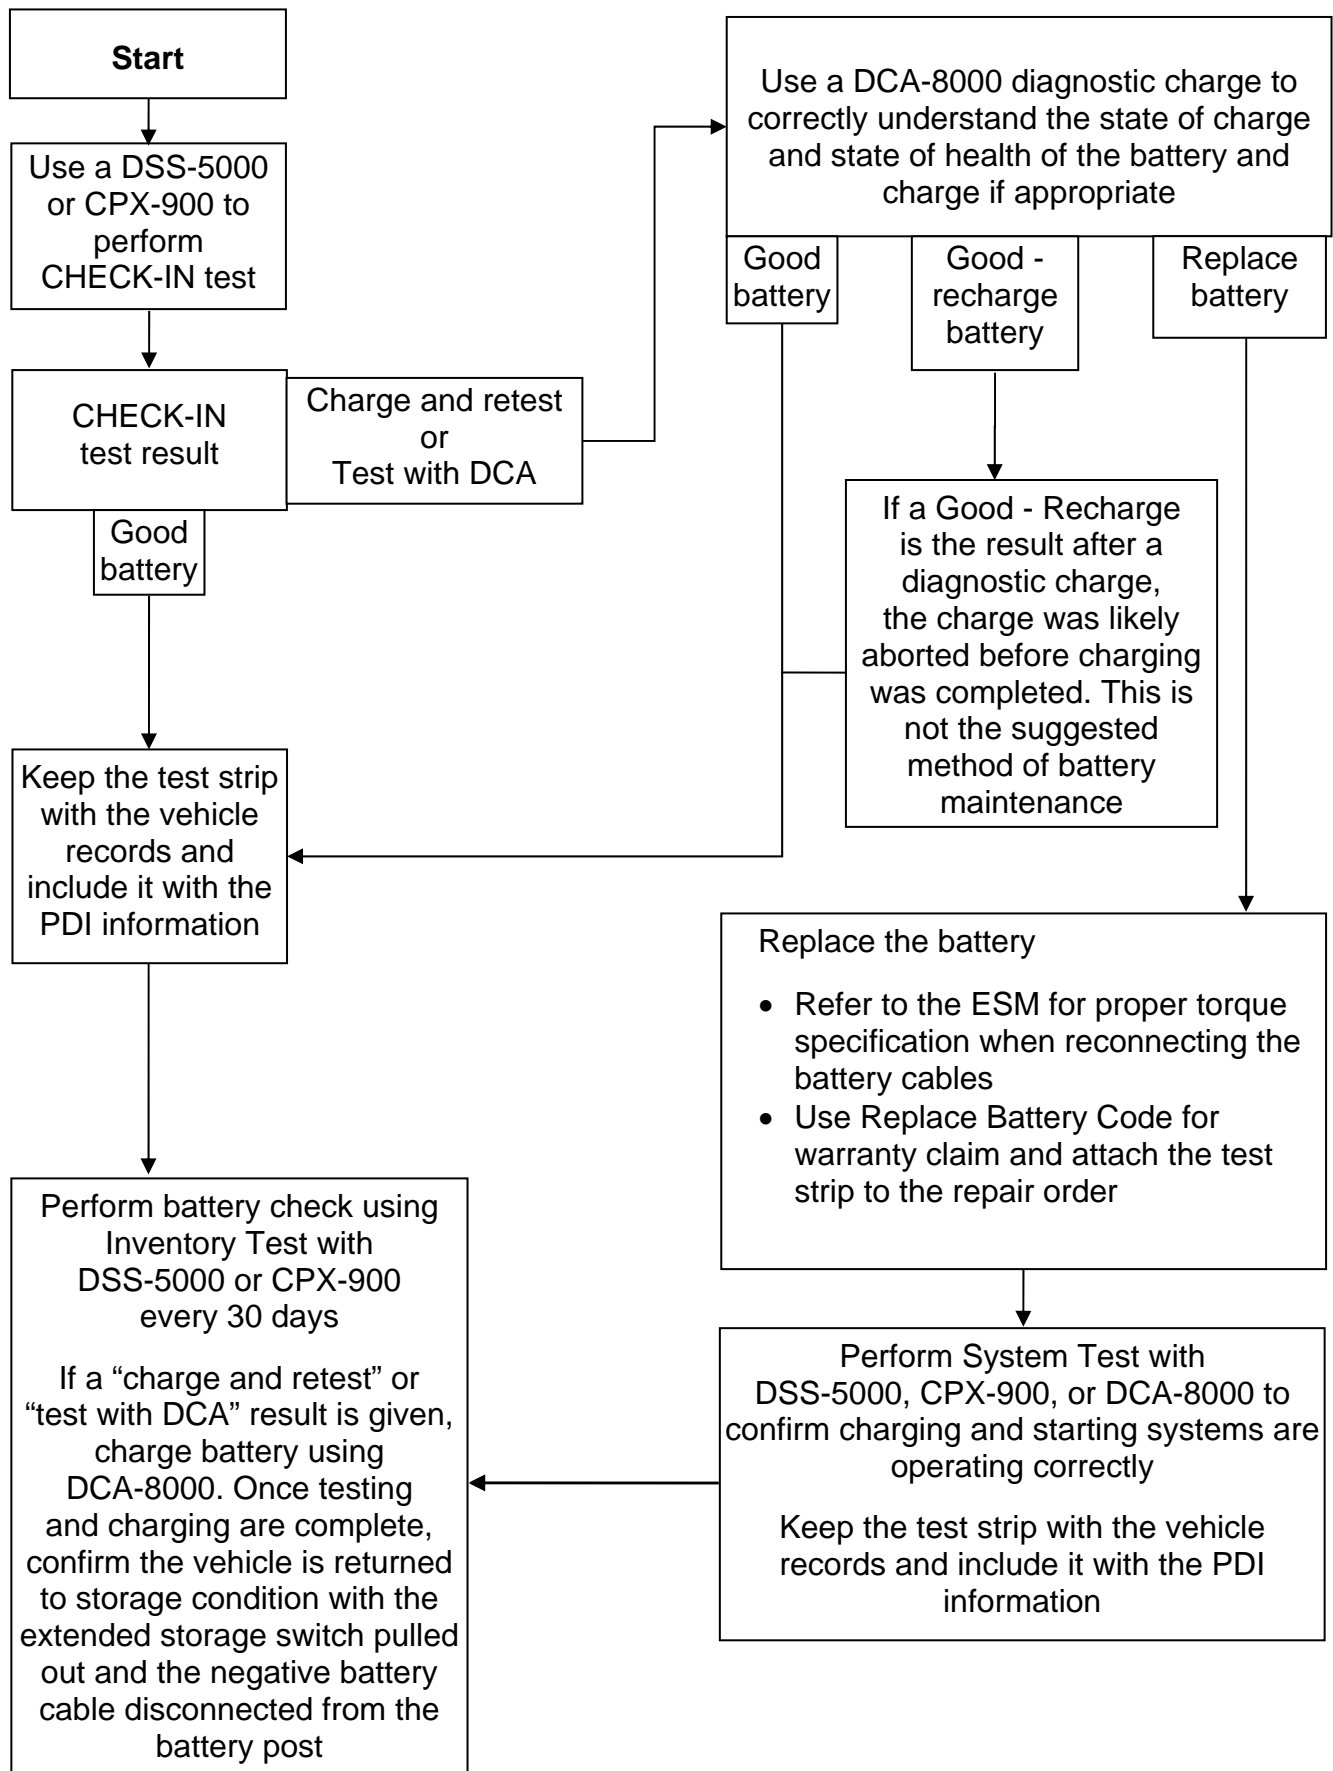 Start
Use a DSS-5000
or CPX-900 to
perform
CHECK-IN test
CHECK-IN
test result
Charge and retest
or
Test with DCA
Good
battery
Use a DCA-8000 diagnostic charge to
correctly understand the state of charge
and state of health of the battery and
charge if appropriate
Good
battery
Good -
recharge
battery
Replace
battery
If a Good - Recharge
is the result after a
diagnostic charge,
the charge was likely
aborted before charging
was completed. This is
not the suggested
method of battery
maintenance
Keep the test strip
with the vehicle
records and
include it with the
PDI information
Replace the battery
• Refer to the ESM for proper torque
specification when reconnecting the
battery cables
• Use Replace Battery Code for
warranty claim and attach the test
strip to the repair order
Perform System Test with
DSS-5000, CPX-900, or DCA-8000 to
confirm charging and starting systems are
operating correctly
Keep the test strip with the vehicle
records and include it with the PDI
information
Perform battery check using
Inventory Test with
DSS-5000 or CPX-900
every 30 days
If a “charge and retest” or
“test with DCA” result is given,
charge battery using
DCA-8000. Once testing
and charging are complete,
confirm the vehicle is returned
to storage condition with the
extended storage switch pulled
out and the negative battery
cable disconnected from the
battery post